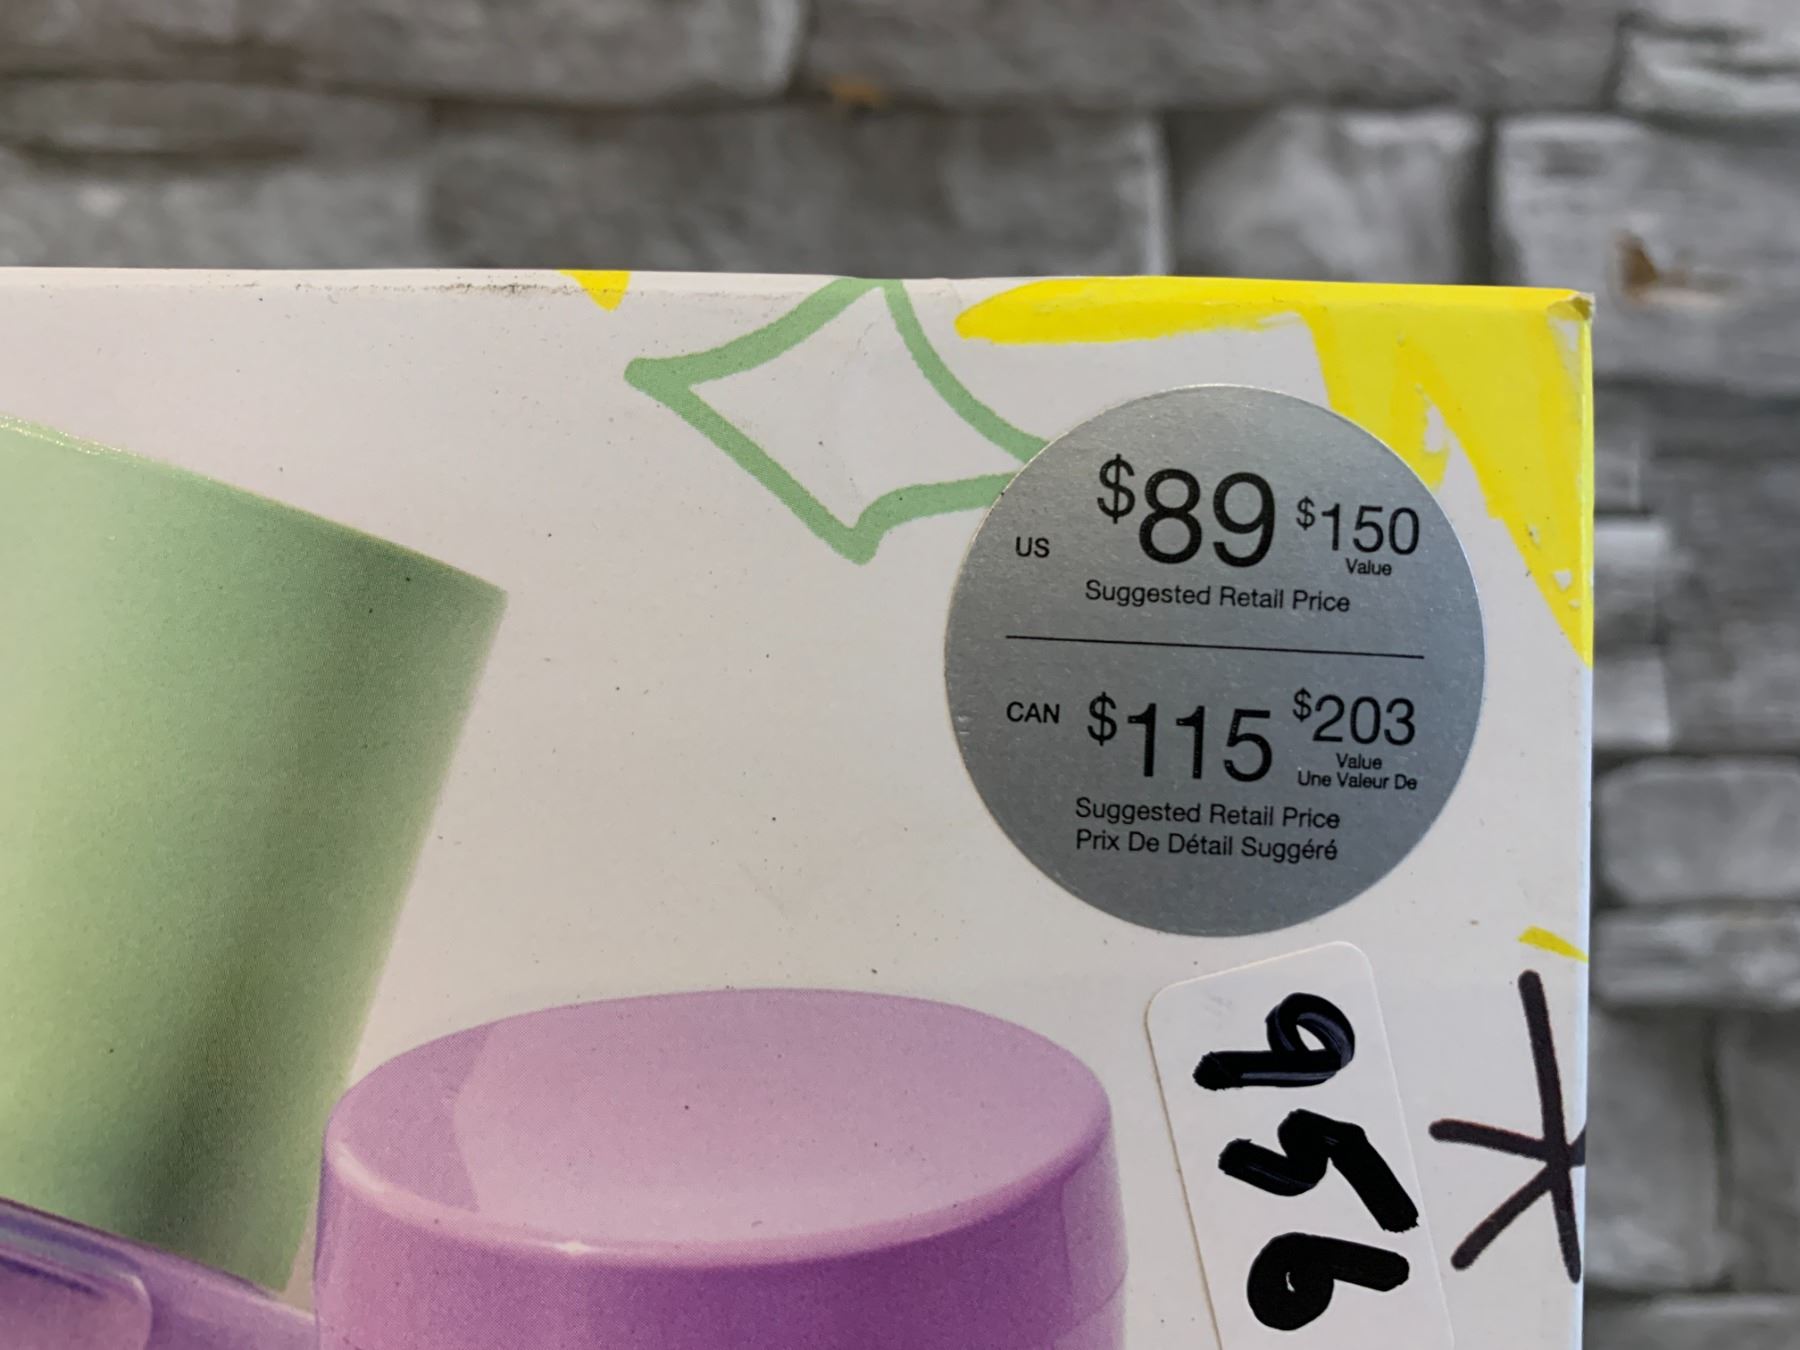 US $89 $150
Value
Suggested Retail Price
CAN $115 $203
Value
Une Valeur De
Suggested Retail Price
Prix De Détail Suggéré
956